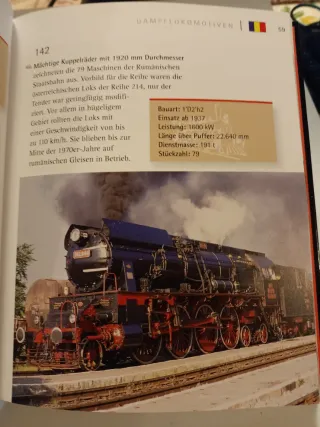 DAMPFLOKOMOTIVEN 59
142
Mächtige Kuppelräder mit 1920 mm Durchmesser
zeichneten die 79 Maschinen der Rumänischen
Staatsbahn aus. Vorbild für die Reihe waren die
österreichischen Loks der Reihe 214, nur der
Tender war geringfügig modifi-
ziert. Vor allem in hügeligem
Gebiet sollten die Loks mit
einer Geschwindigkeit von bis
zu 110 km/h. Sie blieben bis zur
Mitte der 1970er-Jahre auf
rumänischen Gleisen in Betrieb.
Bauart: 1'D2'h2
Einsatz ab 1937
Leistung: 1600 kW
Länge über Puffer: 22.640 mm
Dienstmasse: 191 t
Stückzahl: 79